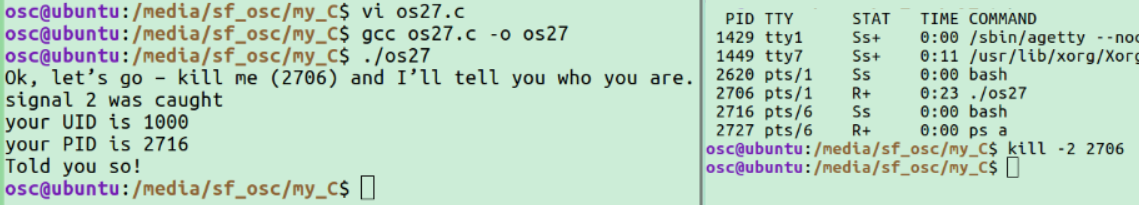 osc@ubuntu:/media/sf_osc/my_C$ vi os27.c
osc@ubuntu:/media/sf_osc/my_C$ gcc os27.c -o os27
osc@ubuntu:/media/sf_osc/my_C$ ./os27
Ok, let’s go – kill me (2706) and I’ll tell you who you are.
signal 2 was caught
your UID is 1000
your PID is 2716
Told you so!
osc@ubuntu:/media/sf_osc/my_C$
PID TTY STAT TIME COMMAND
1429 tty1 Ss+ 0:00 /sbin/agetty --noc
1449 tty7 Ss+ 0:11 /usr/lib/xorg/Xorg
2620 pts/1 Ss 0:00 bash
2706 pts/1 R+ 0:23 ./os27
2716 pts/6 Ss 0:00 bash
2727 pts/6 R+ 0:00 ps a
osc@ubuntu:/media/sf_osc/my_C$ kill -2 2706
osc@ubuntu:/media/sf_osc/my_C$